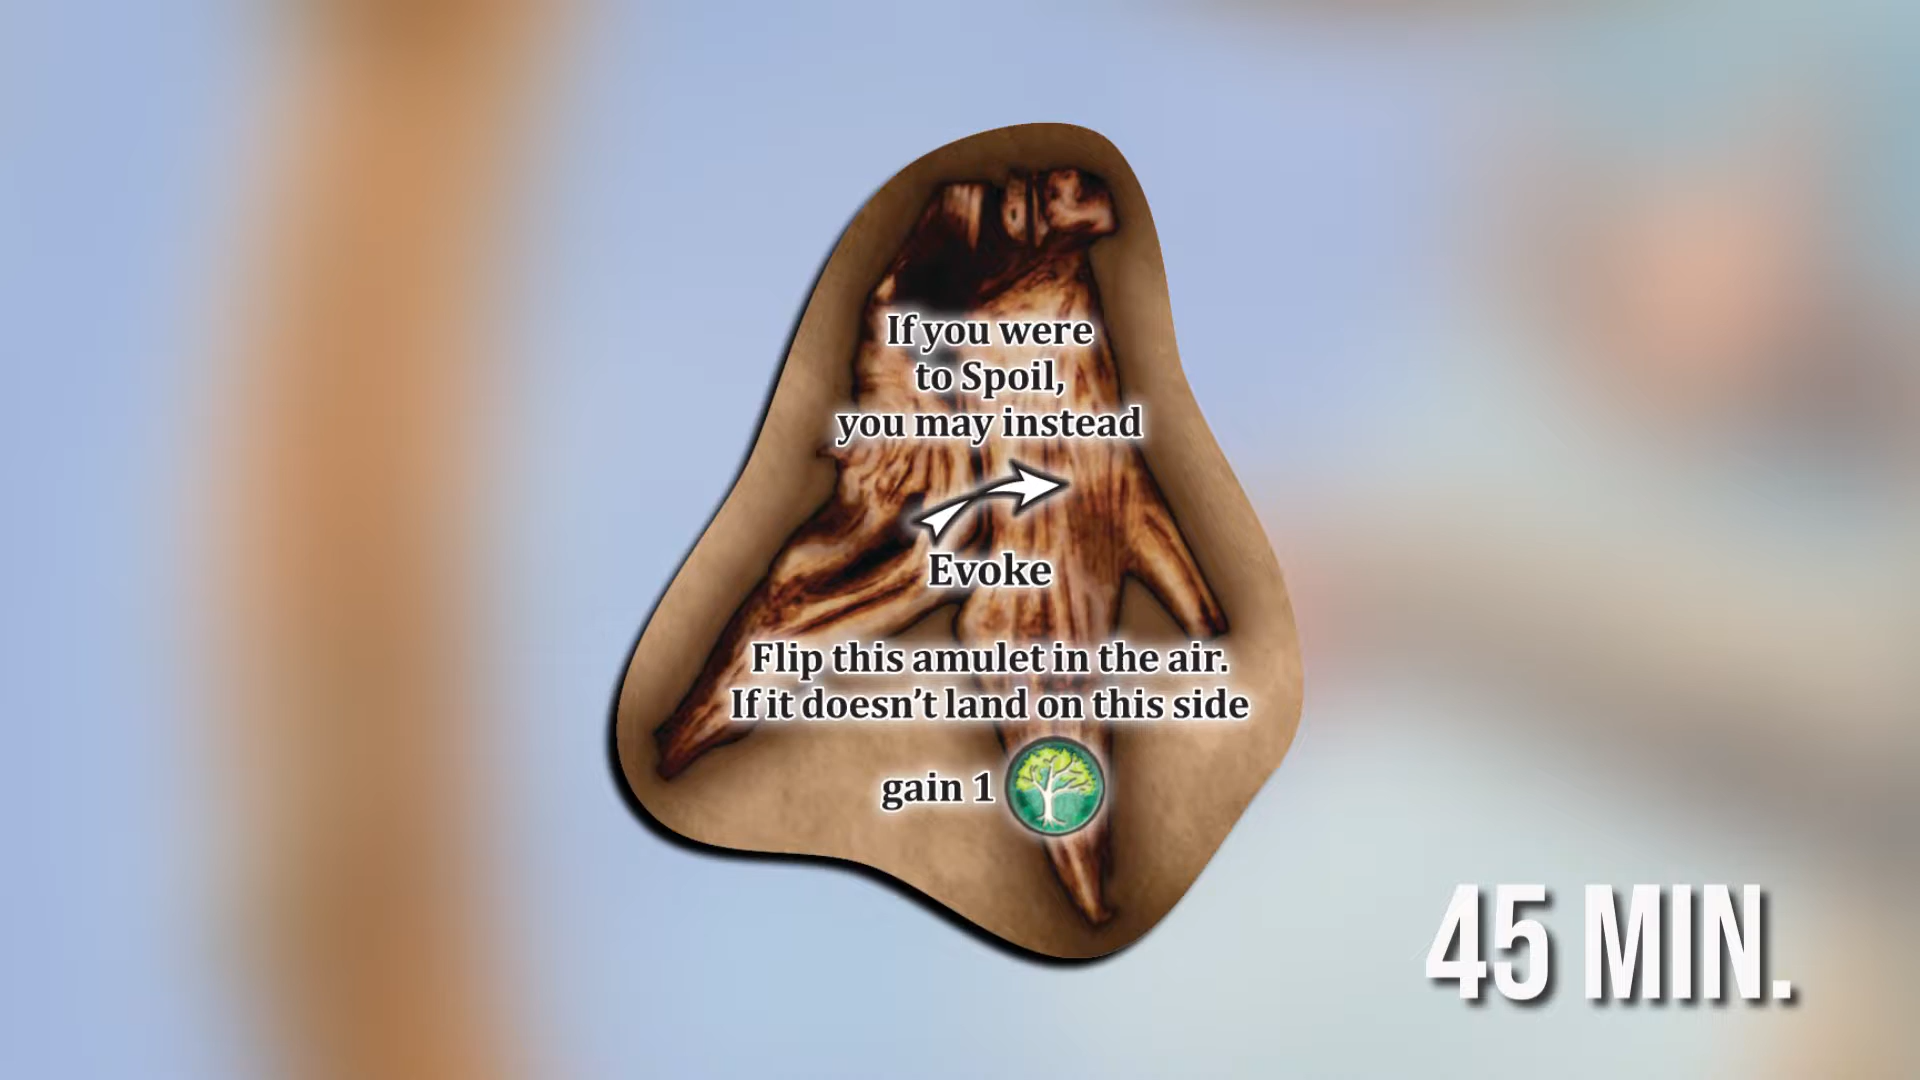 If you were
to Spoil,
you may instead
Evoke
Flip this amulet in the air.
If it doesn't land on this side
gain 1
45 MIN.